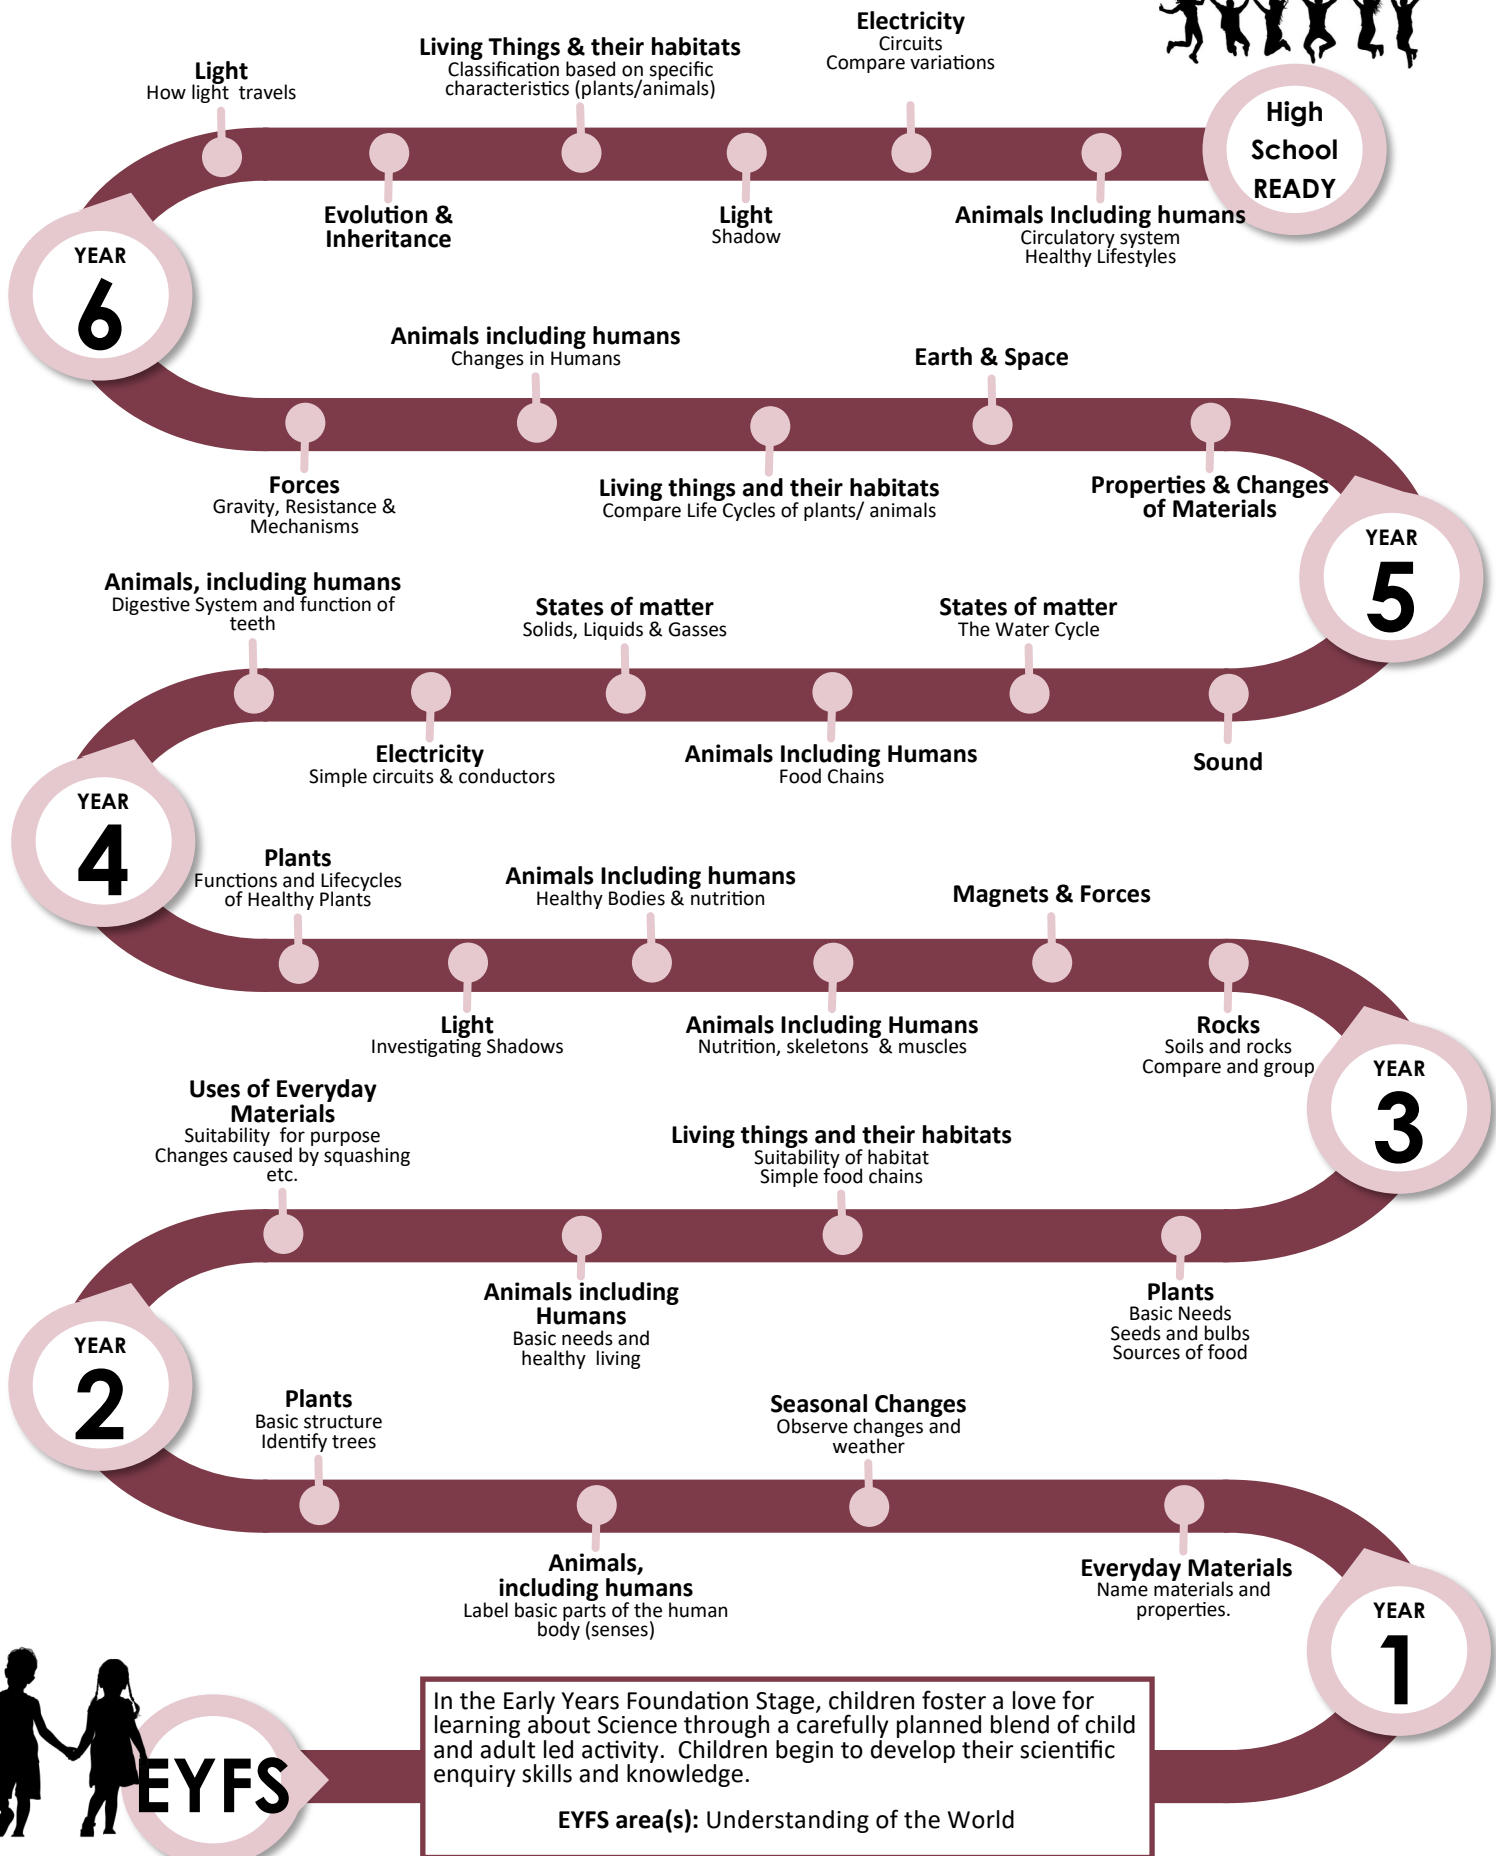 Electricity
Circuits
Compare variations
Living Things & their habitats
Classification based on specific
characteristics (plants/animals)
Light
How light travels
High
School
READY
Evolution &
Inheritance
Light
Shadow
Animals Including humans
Circulatory system
Healthy Lifestyles
YEAR
6
Animals including humans
Changes in Humans
Earth & Space
Forces
Gravity, Resistance &
Mechanisms
Living things and their habitats
Compare Life Cycles of plants/ animals
Properties & Changes
of Materials
YEAR
5
Animals, including humans
Digestive System and function of
teeth
States of matter
Solids, Liquids & Gasses
States of matter
The Water Cycle
Electricity
Simple circuits & conductors
Animals Including Humans
Food Chains
Sound
YEAR
4
Plants
Functions and Lifecycles
of Healthy Plants
Animals Including humans
Healthy Bodies & nutrition
Magnets & Forces
Light
Investigating Shadows
Animals Including Humans
Nutrition, skeletons & muscles
Rocks
Soils and rocks
Compare and group
YEAR
3
Uses of Everyday
Materials
Suitability for purpose
Changes caused by squashing
etc.
Living things and their habitats
Suitability of habitat
Simple food chains
Animals including
Humans
Basic needs and
healthy living
Plants
Basic Needs
Seeds and bulbs
Sources of food
YEAR
2
Plants
Basic structure
Identify trees
Seasonal Changes
Observe changes and
weather
Animals,
including humans
Label basic parts of the human
body (senses)
Everyday Materials
Name materials and
properties.
YEAR
1
EYFS
In the Early Years Foundation Stage, children foster a love for
learning about Science through a carefully planned blend of child
and adult led activity. Children begin to develop their scientific
enquiry skills and knowledge.
EYFS area(s): Understanding of the World